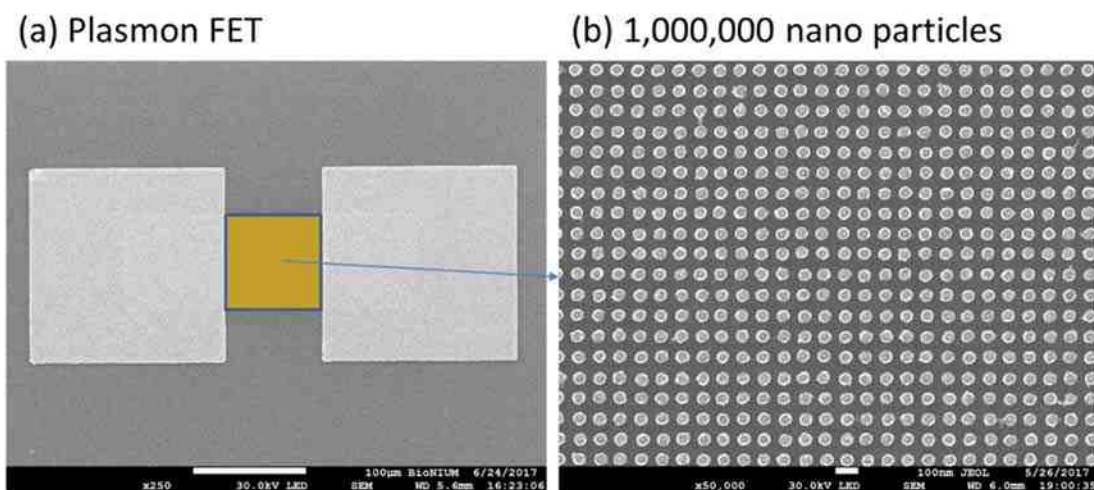 (a) Plasmon FET
(b) 1,000,000 nano particles
100µm BioNIUM 6/24/2017
x250 30.0kV LED SEM WD 5.6mm 16:23:06
100nm JEOL 5/26/2017
x50,000 30.0kV LED SEM WD 6.0mm 19:00:35